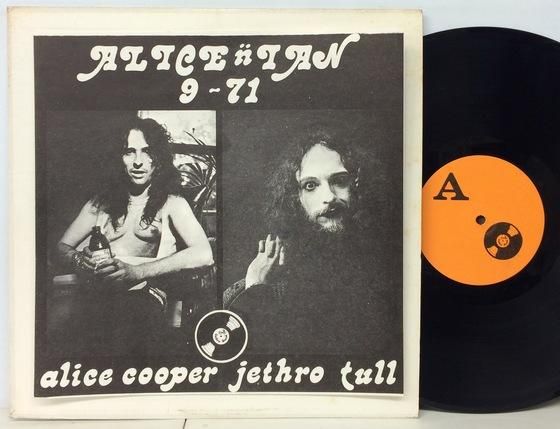 ALICE n IAN
9-71
A
alice cooper jethro tull